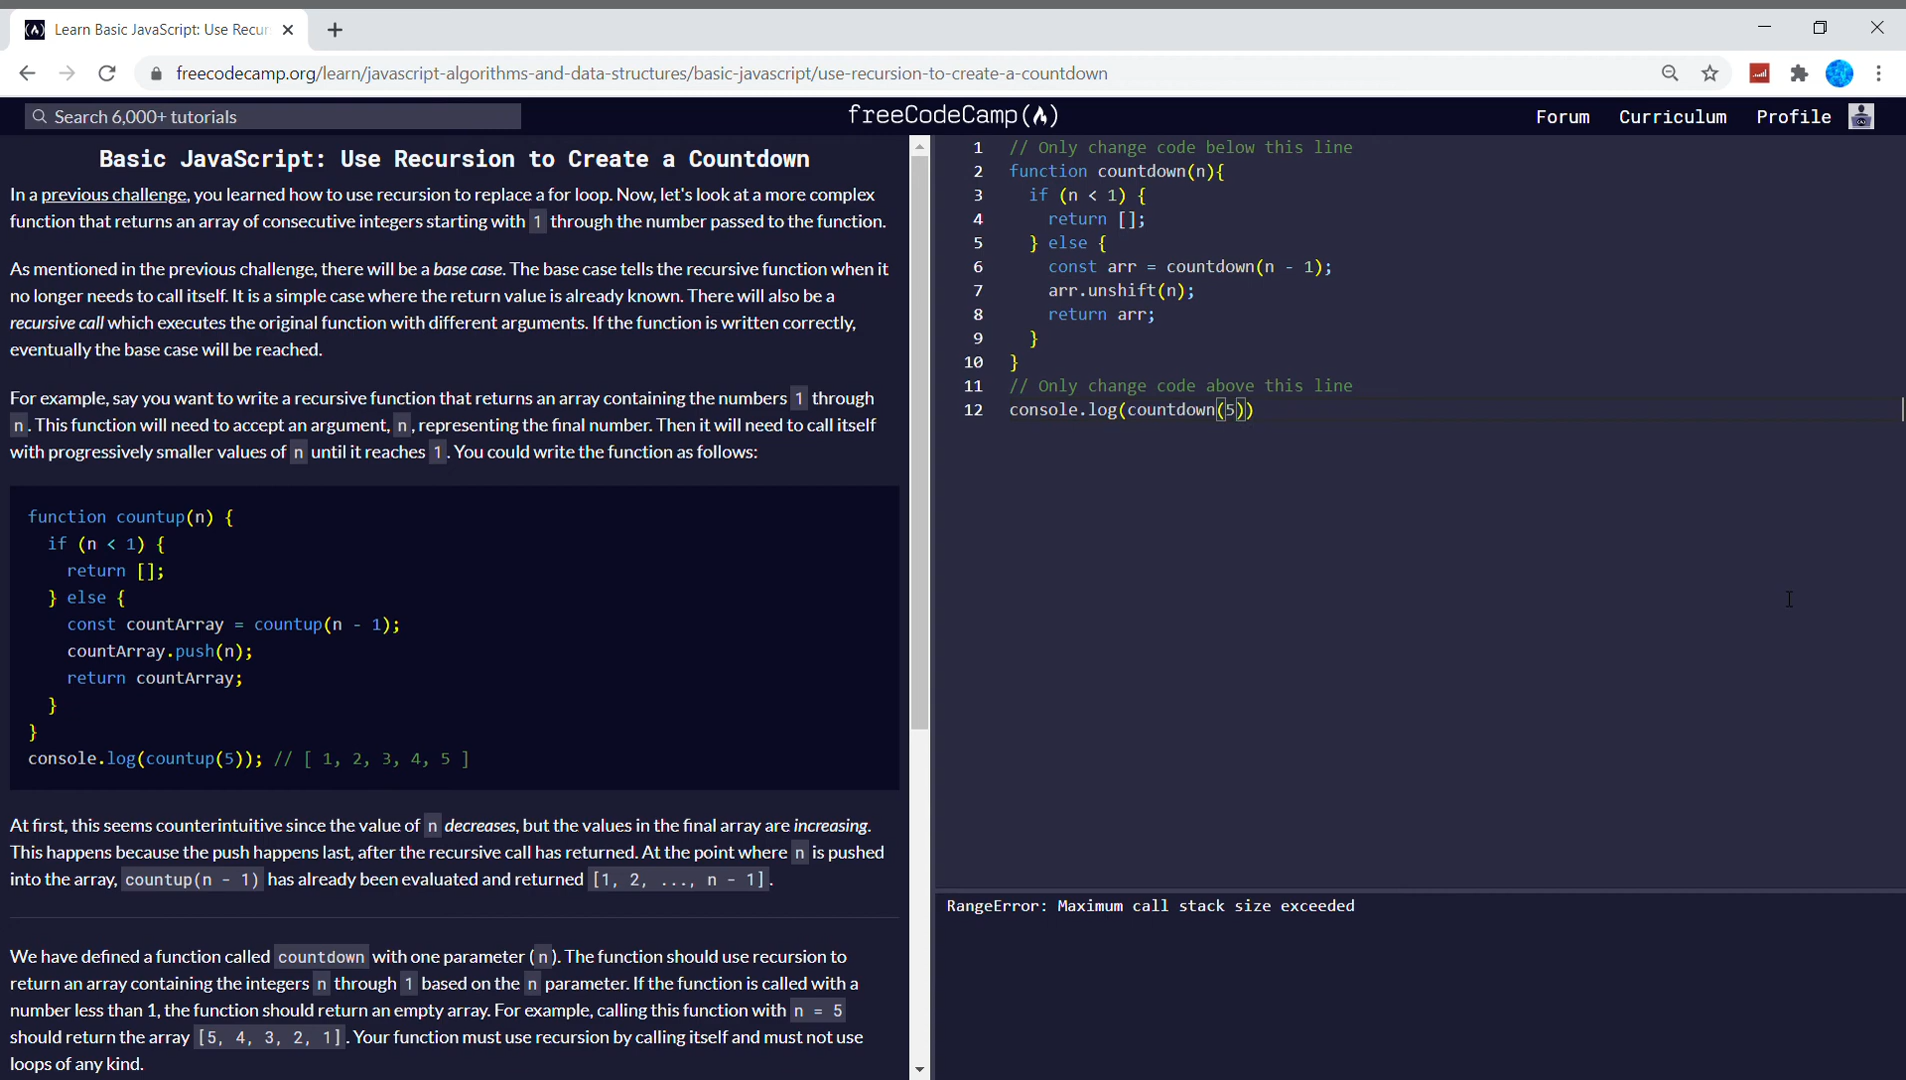 Learn Basic JavaScript: Use Recur
freecodecamp.org/learn/javascript-algorithms-and-data-structures/basic-javascript/use-recursion-to-create-a-countdown
Search 6,000+ tutorials
freeCodeCamp
Forum
Curriculum
Profile
Basic JavaScript: Use Recursion to Create a Countdown
In a previous challenge, you learned how to use recursion to replace a for loop. Now, let's look at a more complex
function that returns an array of consecutive integers starting with 1 through the number passed to the function.
As mentioned in the previous challenge, there will be a base case. The base case tells the recursive function when it
no longer needs to call itself. It is a simple case where the return value is already known. There will also be a
recursive call which executes the original function with different arguments. If the function is written correctly,
eventually the base case will be reached.
For example, say you want to write a recursive function that returns an array containing the numbers 1 through
n. This function will need to accept an argument, n, representing the final number. Then it will need to call itself
with progressively smaller values of n until it reaches 1. You could write the function as follows:
function countup(n) {
if (n < 1) {
return [];
} else {
const countArray = countup(n - 1);
countArray.push(n);
return countArray;
}
}
console.log(countup(5)); // [ 1, 2, 3, 4, 5 ]
At first, this seems counterintuitive since the value of n decreases, but the values in the final array are increasing.
This happens because the push happens last, after the recursive call has returned. At the point where n is pushed
into the array, countup(n - 1) has already been evaluated and returned [1, 2, ..., n - 1].
We have defined a function called countdown with one parameter (n). The function should use recursion to
return an array containing the integers n through 1 based on the n parameter. If the function is called with a
number less than 1, the function should return an empty array. For example, calling this function with n = 5
should return the array [5, 4, 3, 2, 1]. Your function must use recursion by calling itself and must not use
loops of any kind.
1 // Only change code below this line
2 function countdown(n){
3 if (n < 1) {
4 return [];
5 } else {
6 const arr = countdown(n - 1);
7 arr.unshift(n);
8 return arr;
9 }
10 }
11 // Only change code above this line
12 console.log(countdown(5))
RangeError: Maximum call stack size exceeded